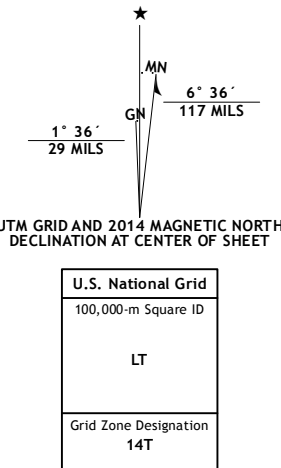 ★
MN
6° 36´
117 MILS
GN
1° 36´
29 MILS
UTM GRID AND 2014 MAGNETIC NORTH
DECLINATION AT CENTER OF SHEET
U.S. National Grid
100,000-m Square ID
LT
Grid Zone Designation
14T